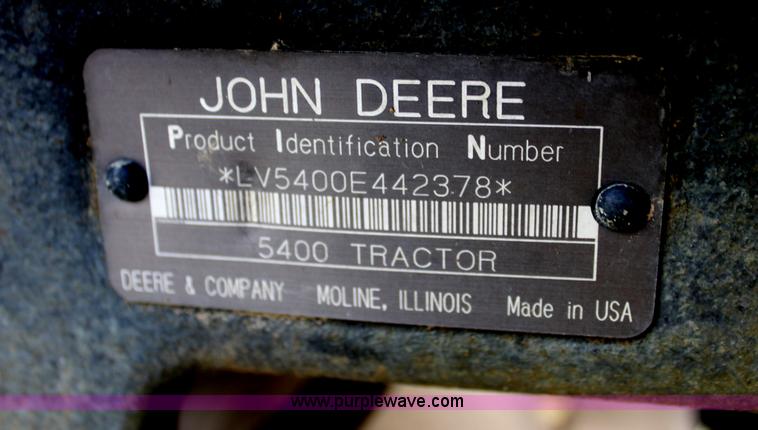 JOHN DEERE
Product Identification Number
*LV5400E442378*
5400 TRACTOR
DEERE & COMPANY MOLINE, ILLINOIS Made in USA
www.purplewave.com